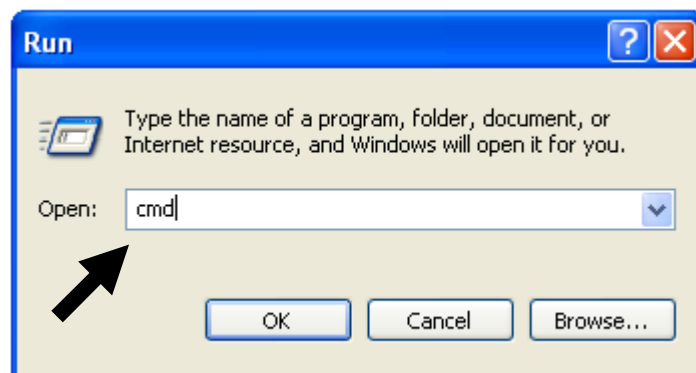 Run
Type the name of a program, folder, document, or
Internet resource, and Windows will open it for you.
Open: cmd
OK Cancel Browse...